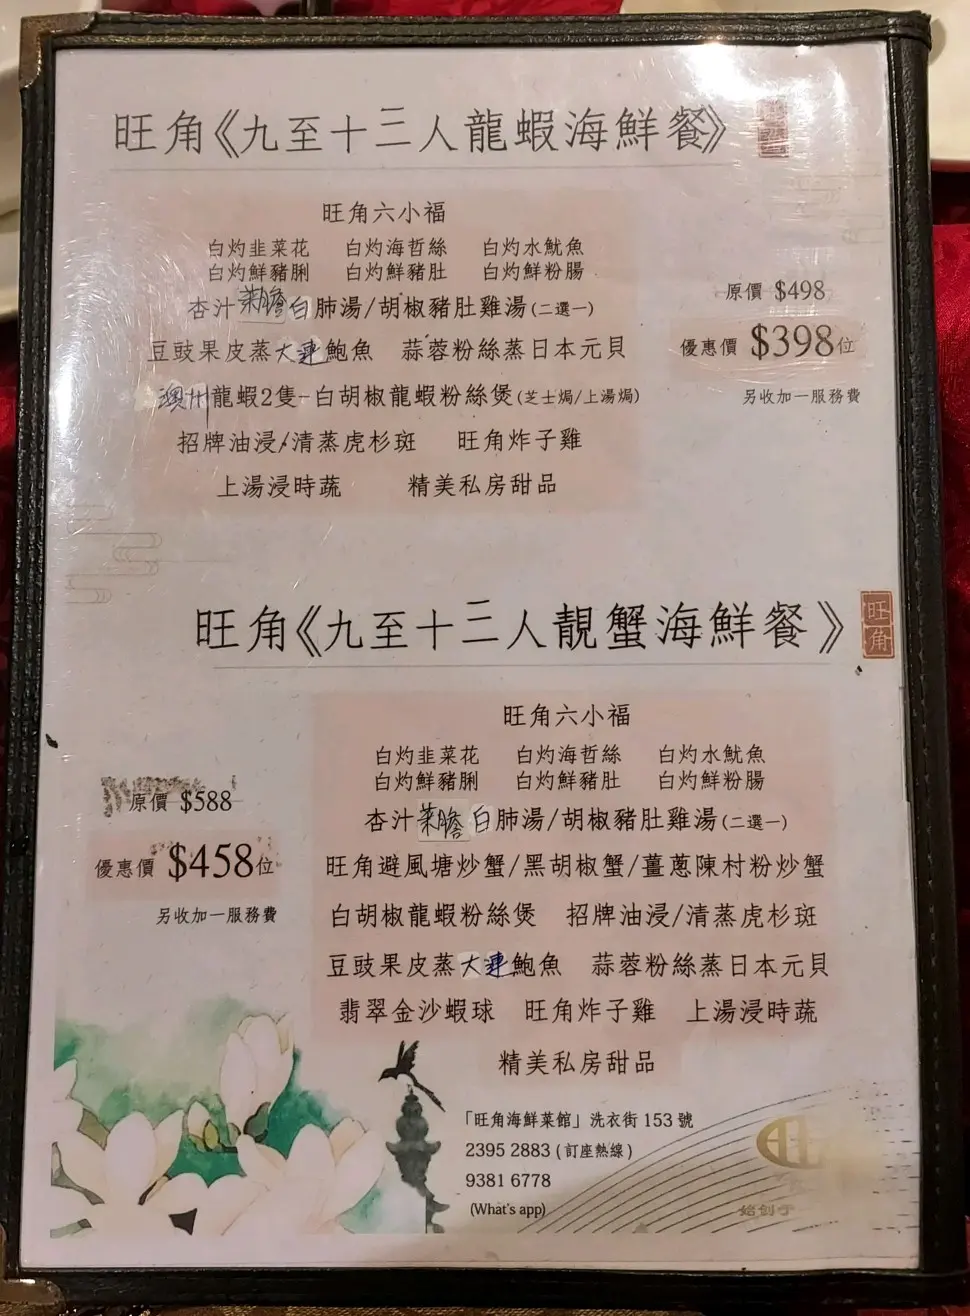 旺角《九至十三人龍蝦海鮮餐》
旺角六小福
白灼韭菜花 白灼海哲絲 白灼水魷魚
白灼鮮豬脷 白灼鮮豬肚 白灼鮮粉腸
杏汁菜膽白肺湯/胡椒豬肚雞湯(二選一)
豆豉果皮蒸大連鮑魚 蒜蓉粉絲蒸日本元貝
澳州龍蝦2隻-白胡椒龍蝦粉絲煲(芝士焗/上湯焗)
招牌油浸/清蒸虎杉斑 旺角炸子雞
上湯浸時蔬 精美私房甜品
原價 $498
優惠價 $398位
另收加一服務費
旺角《九至十三人靚蟹海鮮餐》
旺角
旺角六小福
白灼韭菜花 白灼海哲絲 白灼水魷魚
白灼鮮豬脷 白灼鮮豬肚 白灼鮮粉腸
杏汁菜膽白肺湯/胡椒豬肚雞湯(二選一)
旺角避風塘炒蟹/黑胡椒蟹/薑蔥陳村粉炒蟹
白胡椒龍蝦粉絲煲 招牌油浸/清蒸虎杉斑
豆豉果皮蒸大連鮑魚 蒜蓉粉絲蒸日本元貝
翡翠金沙蝦球 旺角炸子雞 上湯浸時蔬
精美私房甜品
原價 $588
優惠價 $458位
另收加一服務費
「旺角海鮮菜館」洗衣街 153 號
2395 2883 (訂座熱線)
9381 6778
(What's app)
始创于